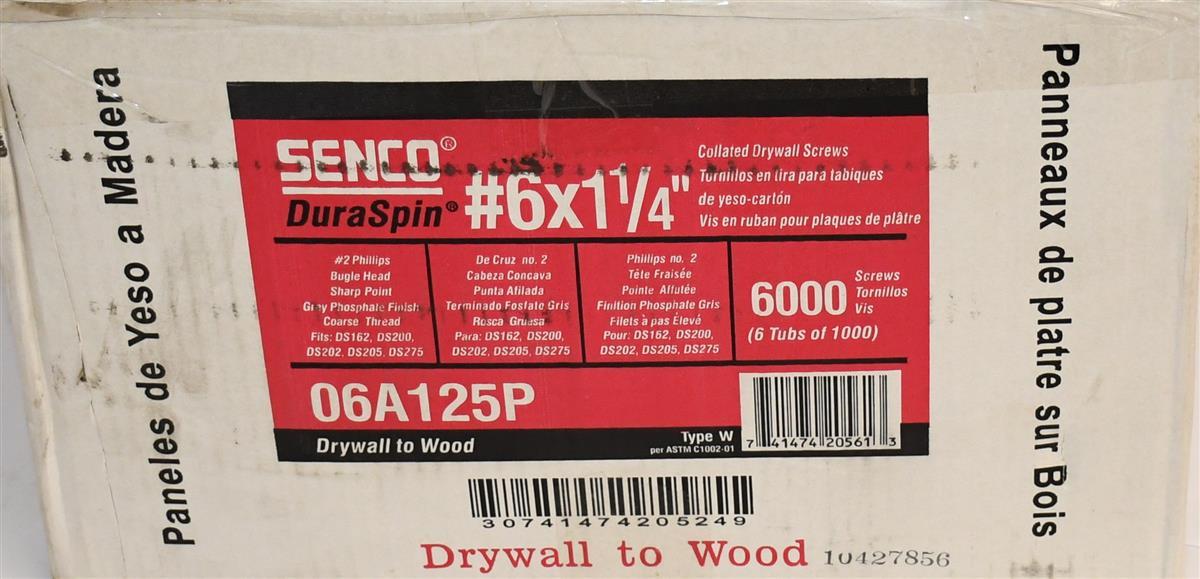 Paneles de Yeso a Madera
SENCO®
DuraSpin®
#6x1¼"
Collated Drywall Screws
Tornillos en tira para tabiques
de yeso-cartón
Vis en ruban pour plaques de plâtre
#2 Phillips
Bugle Head
Sharp Point
Gray Phosphate Finish
Coarse Thread
Fits: DS162, DS200,
DS202, DS205, DS275
De Cruz no. 2
Cabeza Concava
Punta Afilada
Terminado Fosfato Gris
Rosca Gruesa
Para: DS162, DS200,
DS202, DS205, DS275
Phillips no. 2
Tête Fraisée
Pointe Affutée
Finition Phosphate Gris
Filets à pas Élevé
Pour: DS162, DS200,
DS202, DS205, DS275
6000
Screws
Tornillos
Vis
(6 Tubs of 1000)
06A125P
Drywall to Wood
Type W
per ASTM C1002-01
7 41474 20561 3
30741474205249
Drywall to Wood 10427856
Panneaux de platre sur Bois